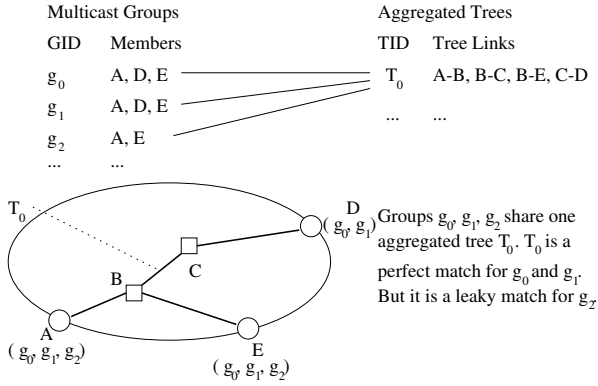 Multicast Groups
Aggregated Trees
GID Members
TID Tree Links
g0 A, D, E
T0 A-B, B-C, B-E, C-D
g1 A, D, E
... ...
g2 A, E
... ...
T0
D
( g0, g1)
C
B
A
( g0, g1, g2)
E
( g0, g1, g2)
Groups g0, g1, g2 share one
aggregated tree T0. T0 is a
perfect match for g0 and g1.
But it is a leaky match for g2.